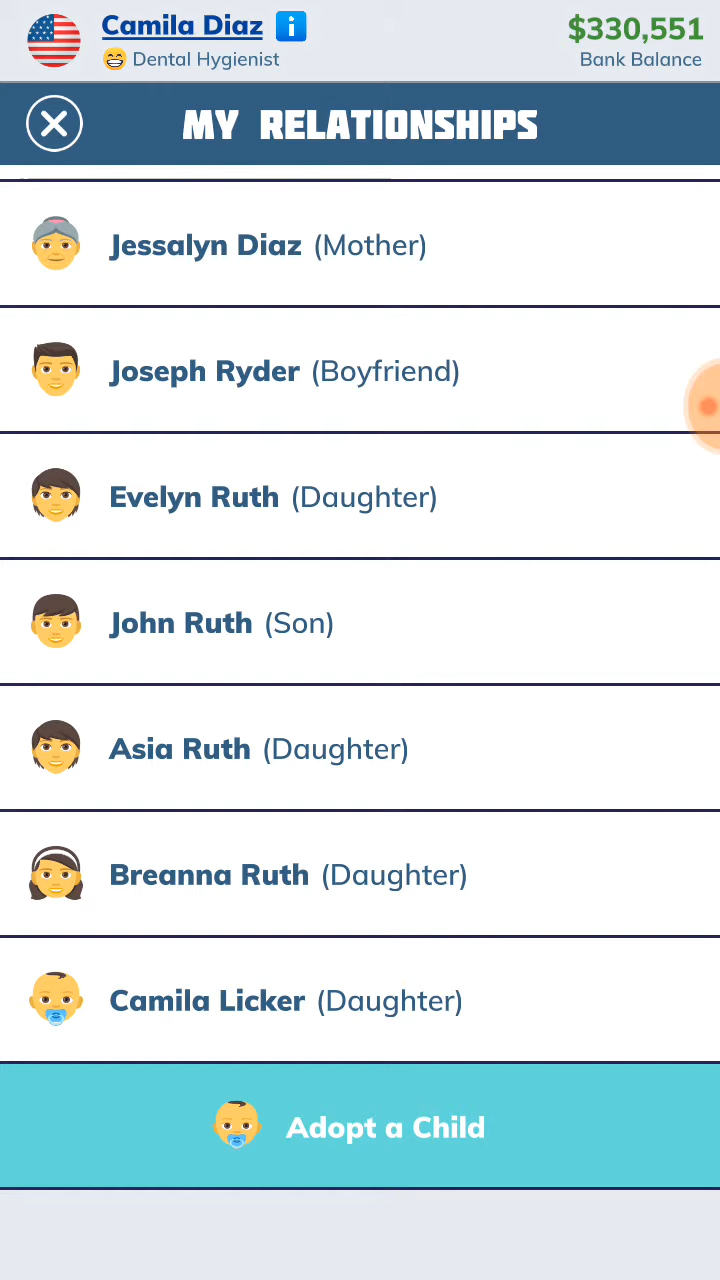 Camila Diaz
$330,551
Dental Hygienist
Bank Balance
MY RELATIONSHIPS
Jessalyn Diaz (Mother)
Joseph Ryder (Boyfriend)
Evelyn Ruth (Daughter)
John Ruth (Son)
Asia Ruth (Daughter)
Breanna Ruth (Daughter)
Camila Licker (Daughter)
Adopt a Child